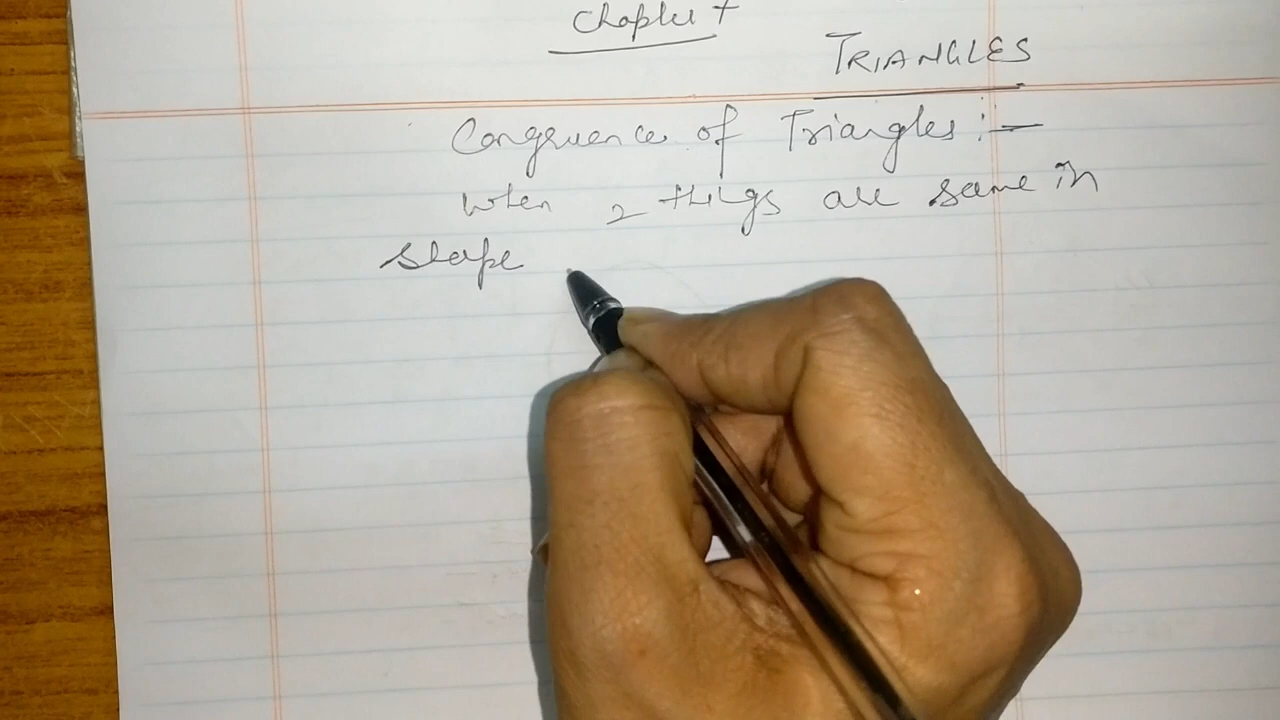 Chapter 7
TRIANGLES
Congruence of Triangles :-
when 2 things are same in
shape